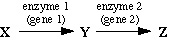 enzyme 1 enzyme 2
(gene 1) (gene 2)
X Y Z